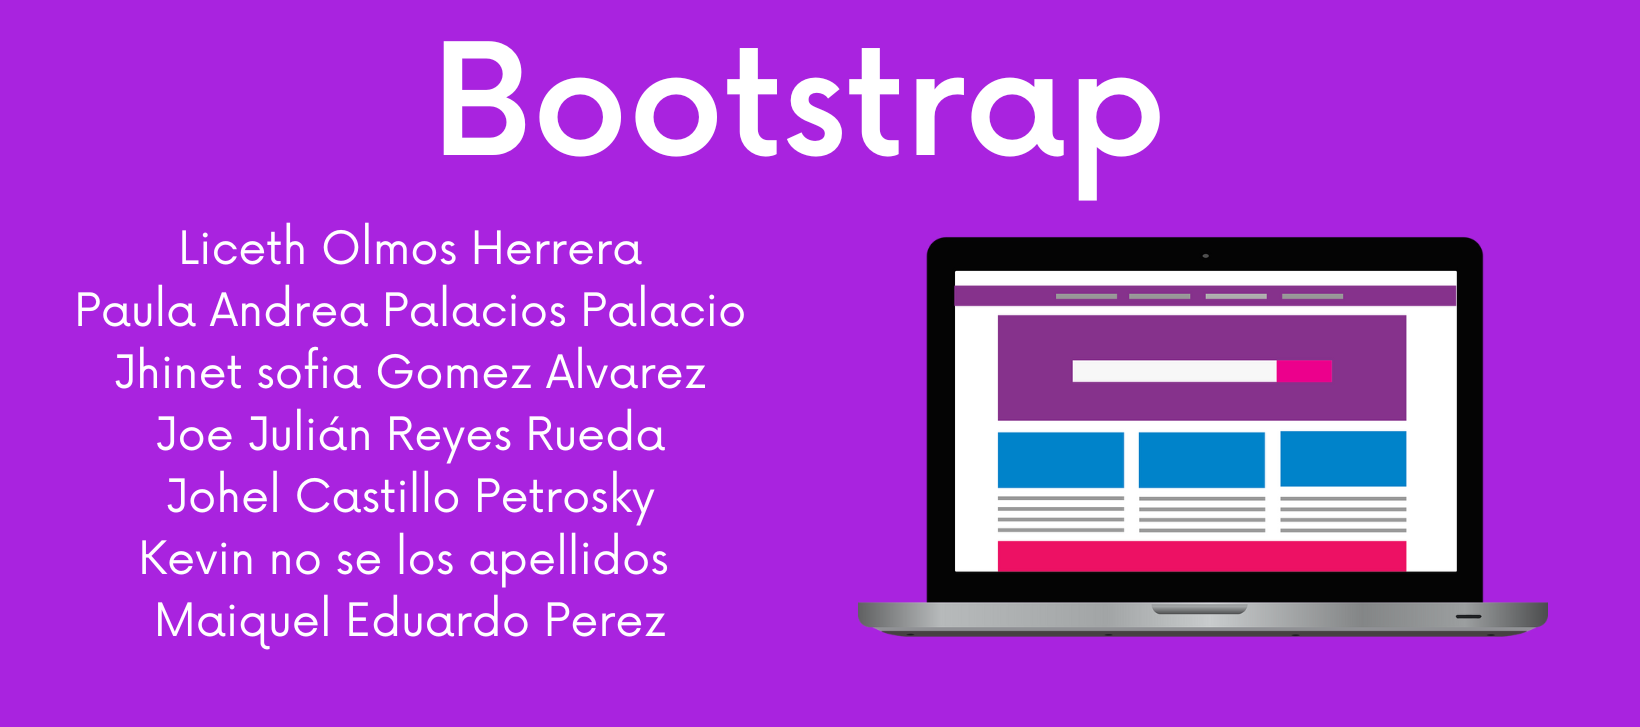 Bootstrap
Liceth Olmos Herrera
Paula Andrea Palacios Palacio
Jhinet sofia Gomez Alvarez
Joe Julián Reyes Rueda
Johel Castillo Petrosky
Kevin no se los apellidos
Maiquel Eduardo Perez